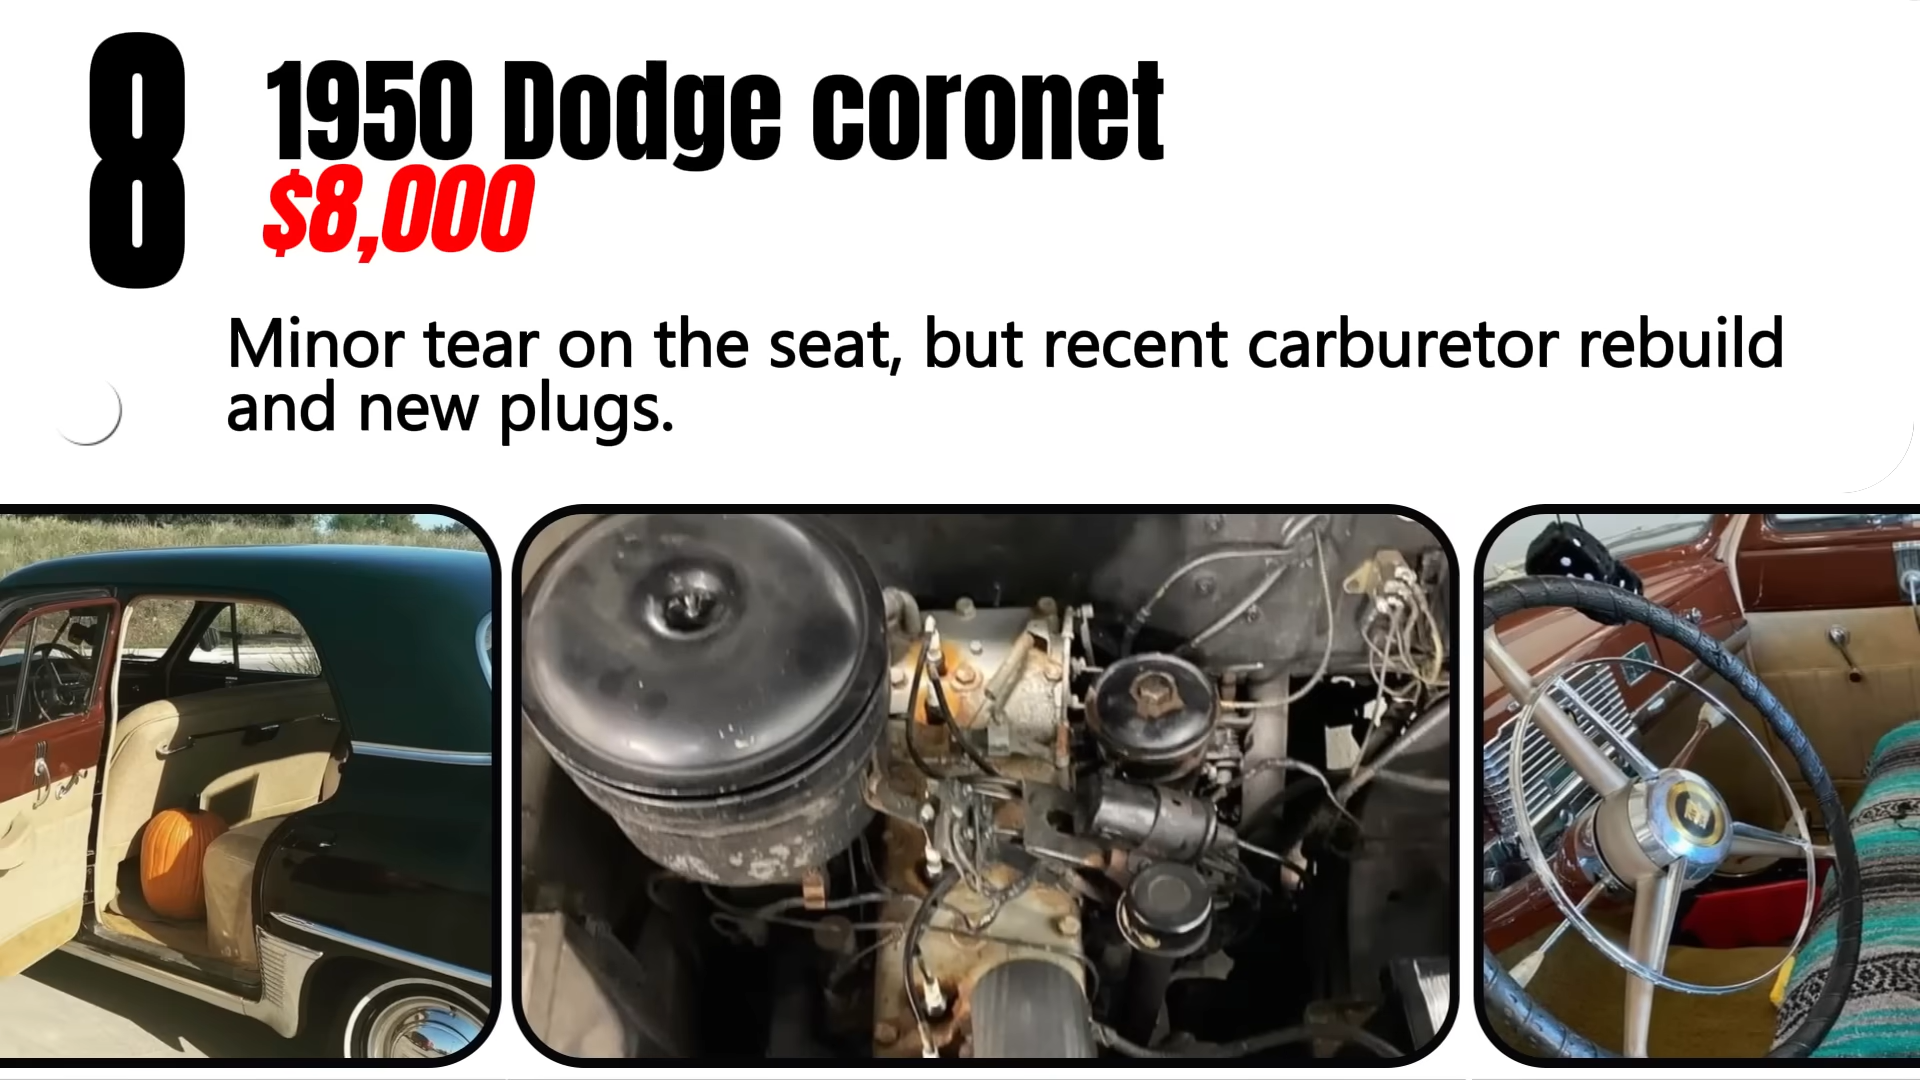 8
1950 Dodge coronet
$8,000
Minor tear on the seat, but recent carburetor rebuild
and new plugs.